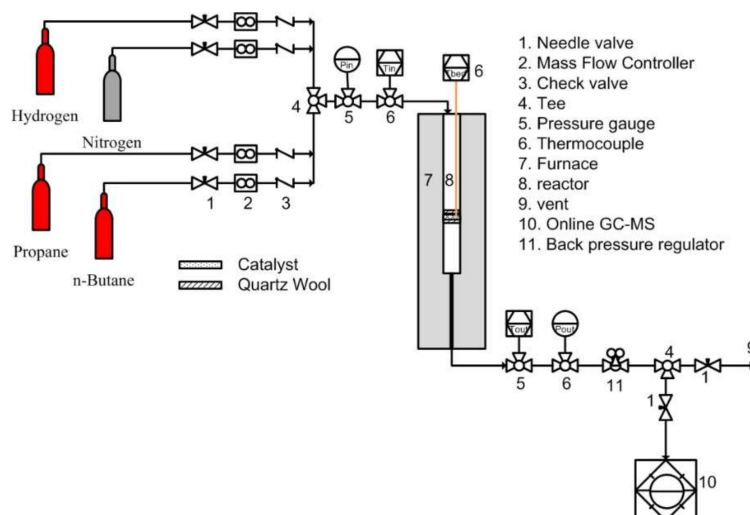 Hydrogen
Nitrogen
Propane
n-Butane
1
2
3
4
Pin
5
Tin
6
Tbed
6
7
8
Catalyst
Quartz Wool
1. Needle valve
2. Mass Flow Controller
3. Check valve
4. Tee
5. Pressure gauge
6. Thermocouple
7. Furnace
8. reactor
9. vent
10. Online GC-MS
11. Back pressure regulator
Tout
5
Pout
6
11
4
1
9
1
10